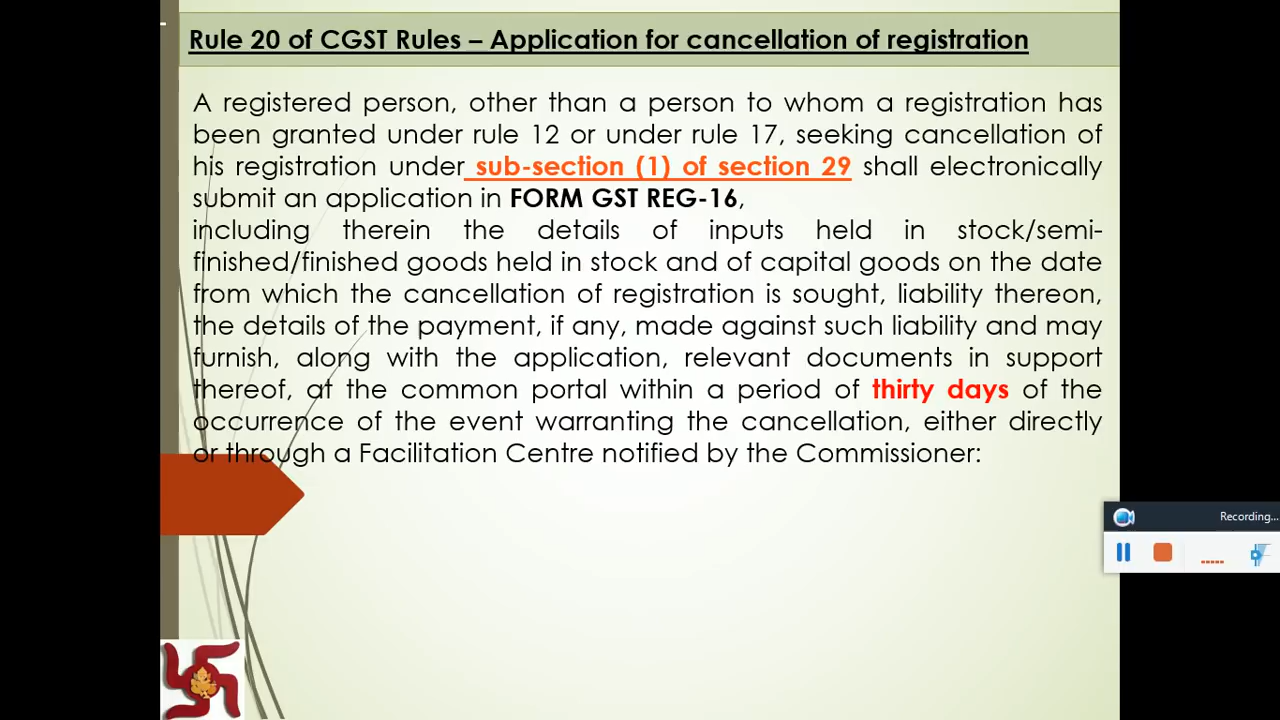 Rule 20 of CGST Rules – Application for cancellation of registration
A registered person, other than a person to whom a registration has
been granted under rule 12 or under rule 17, seeking cancellation of
his registration under sub-section (1) of section 29 shall electronically
submit an application in FORM GST REG-16,
including therein the details of inputs held in stock/semi-
finished/finished goods held in stock and of capital goods on the date
from which the cancellation of registration is sought, liability thereon,
the details of the payment, if any, made against such liability and may
furnish, along with the application, relevant documents in support
thereof, at the common portal within a period of thirty days of the
occurrence of the event warranting the cancellation, either directly
or through a Facilitation Centre notified by the Commissioner:
Recording...